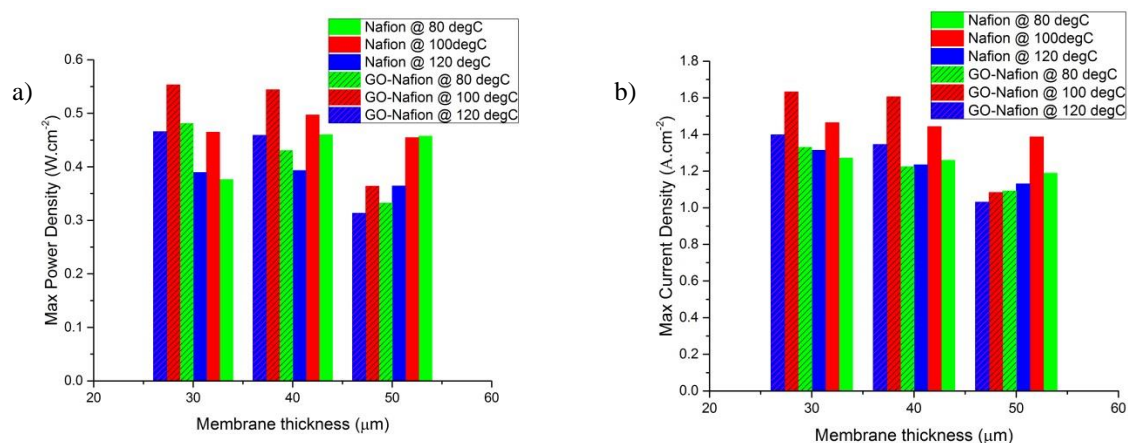 a)
Nafion @ 80 degC
Nafion @ 100degC
Nafion @ 120 degC
GO-Nafion @ 80 degC
GO-Nafion @ 100 degC
GO-Nafion @ 120 degC
Max Power Density (W.cm-2)
0.6
0.5
0.4
0.3
0.2
0.1
0.0
20
30
40
50
60
Membrane thickness (μm)
b)
Nafion @ 80 degC
Nafion @ 100degC
Nafion @ 120 degC
GO-Nafion @ 80 degC
GO-Nafion @ 100 degC
GO-Nafion @ 120 degC
Max Current Density (A.cm-2)
1.8
1.6
1.4
1.2
1.0
0.8
0.6
0.4
0.2
0.0
20
30
40
50
60
Membrane thickness (μm)